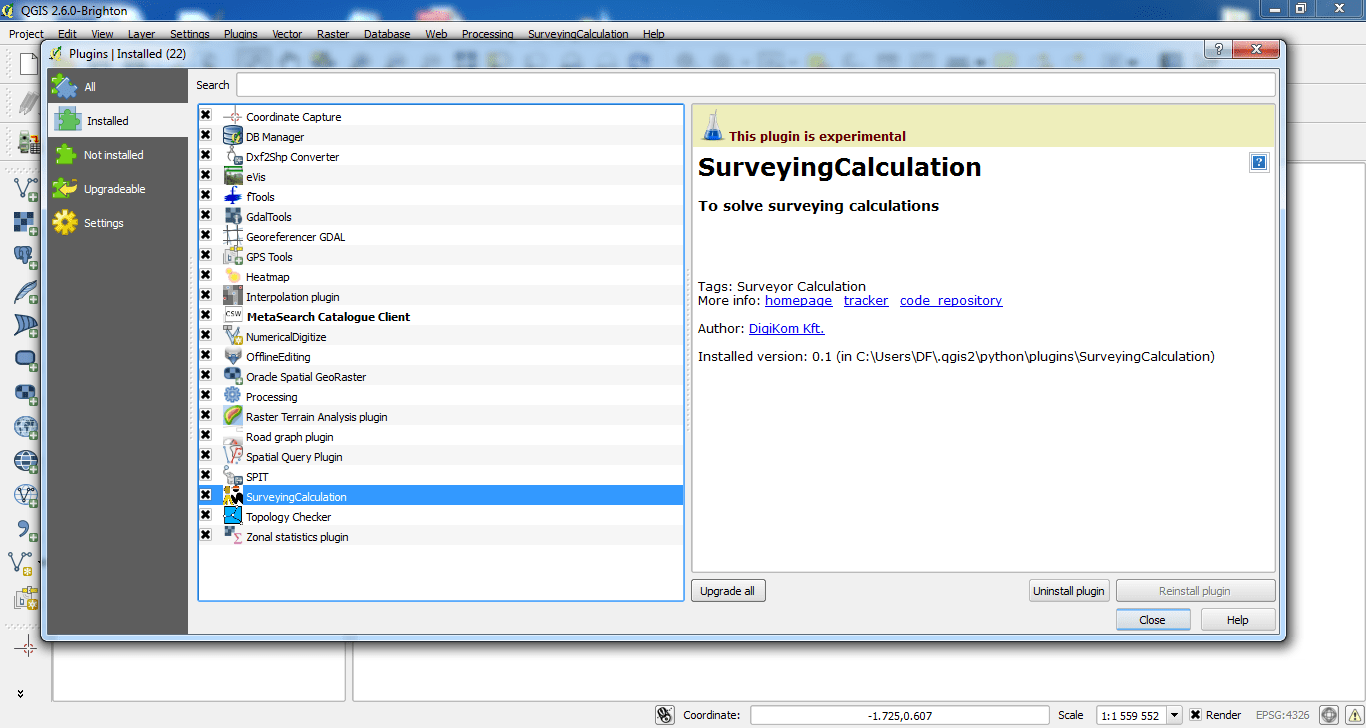 QGIS 2.6.0-Brighton
Project Edit View Layer Settings Plugins Vector Raster Database Web Processing SurveyingCalculation Help
Plugins | Installed (22)
All
Installed
Not installed
Upgradeable
Settings
Search
Coordinate Capture
DB Manager
Dxf2Shp Converter
eVis
fTools
GdalTools
Georeferencer GDAL
GPS Tools
Heatmap
Interpolation plugin
CSW MetaSearch Catalogue Client
NumericalDigitize
OfflineEditing
Oracle Spatial GeoRaster
Processing
Raster Terrain Analysis plugin
Road graph plugin
Spatial Query Plugin
SPIT
SurveyingCalculation
Topology Checker
Zonal statistics plugin
This plugin is experimental
SurveyingCalculation
To solve surveying calculations
Tags: Surveyor Calculation
More info: homepage tracker code repository
Author: DigiKom Kft.
Installed version: 0.1 (in C:\Users\DF\.qgis2\python\plugins\SurveyingCalculation)
Upgrade all
Uninstall plugin
Reinstall plugin
Close
Help
Coordinate: -1.725,0.607 Scale 1:1 559 552 Render EPSG:4326